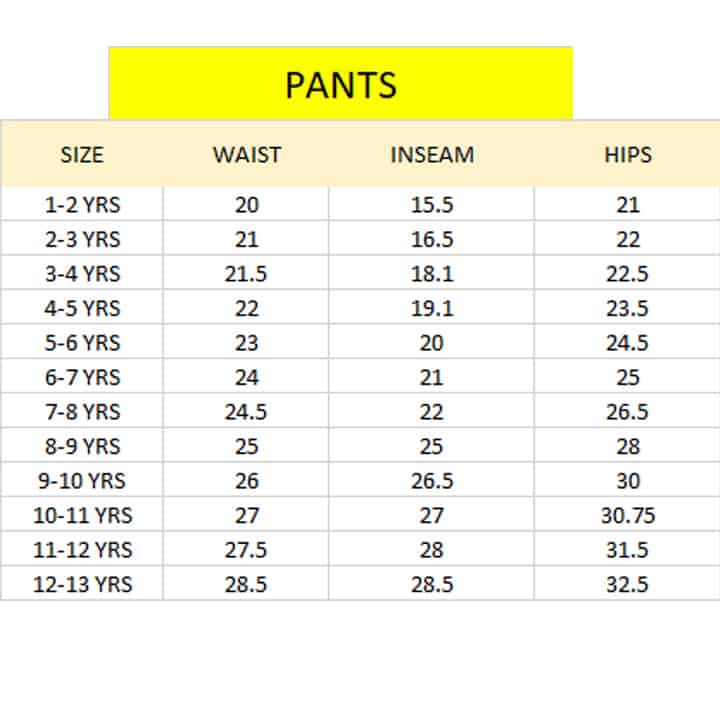 PANTS
SIZE WAIST INSEAM HIPS
1-2 YRS 20 15.5 21
2-3 YRS 21 16.5 22
3-4 YRS 21.5 18.1 22.5
4-5 YRS 22 19.1 23.5
5-6 YRS 23 20 24.5
6-7 YRS 24 21 25
7-8 YRS 24.5 22 26.5
8-9 YRS 25 25 28
9-10 YRS 26 26.5 30
10-11 YRS 27 27 30.75
11-12 YRS 27.5 28 31.5
12-13 YRS 28.5 28.5 32.5